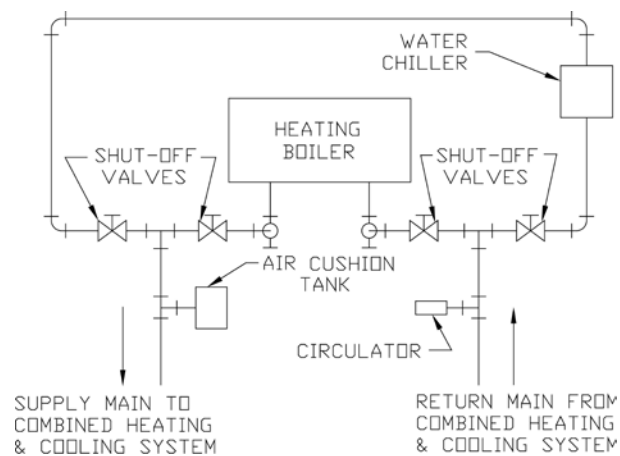 WATER
CHILLER
HEATING
BOILER
SHUT-OFF
VALVES
SHUT-OFF
VALVES
AIR CUSHION
TANK
CIRCULATOR
SUPPLY MAIN TO
COMBINED HEATING
& COOLING SYSTEM
RETURN MAIN FROM
COMBINED HEATING
& COOLING SYSTEM